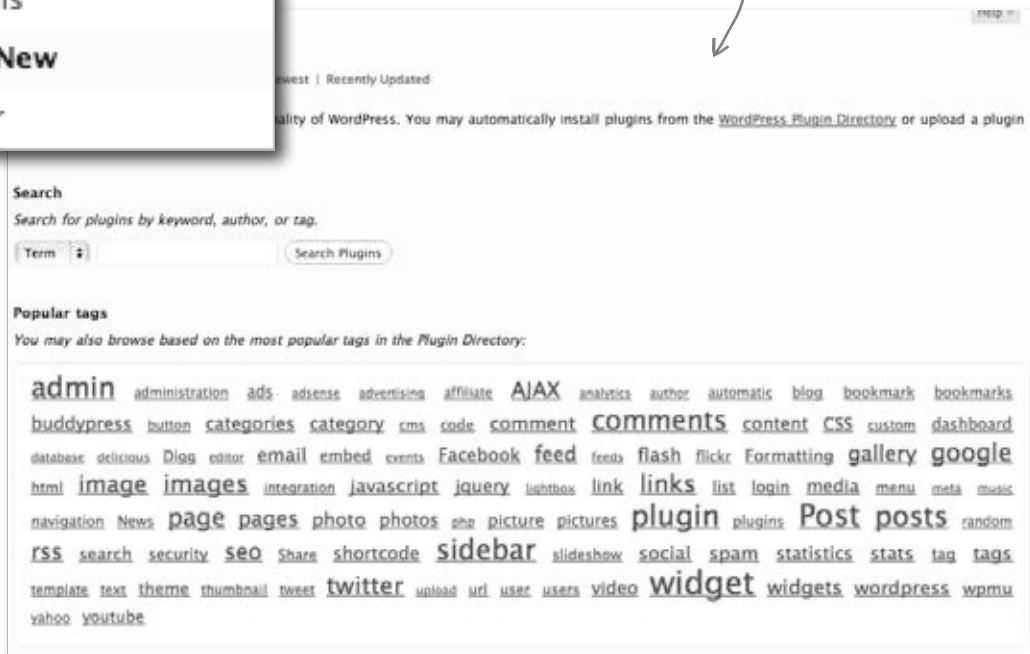 New
Help
Recently Updated
of WordPress. You may automatically install plugins from the WordPress Plugin Directory or upload a plugin
Search
Search for plugins by keyword, author, or tag.
Term Search Plugins
Popular tags
You may also browse based on the most popular tags in the Plugin Directory:
admin administration ads adsense advertising affiliate AJAX analytics author automatic blog bookmark bookmarks
buddypress button categories category cms code comment comments content CSS custom dashboard
database delicious Digg editor email embed events Facebook feed feeds flash flickr Formatting gallery google
html image images integration javascript jquery lightbox link links list login media menu meta music
navigation News page pages photo photos php picture pictures plugin plugins Post posts random
rss search security seo Share shortcode sidebar slideshow social spam statistics stats tag tags
template text theme thumbnail tweet twitter upload url user users video widget widgets wordpress wpmu
yahoo youtube